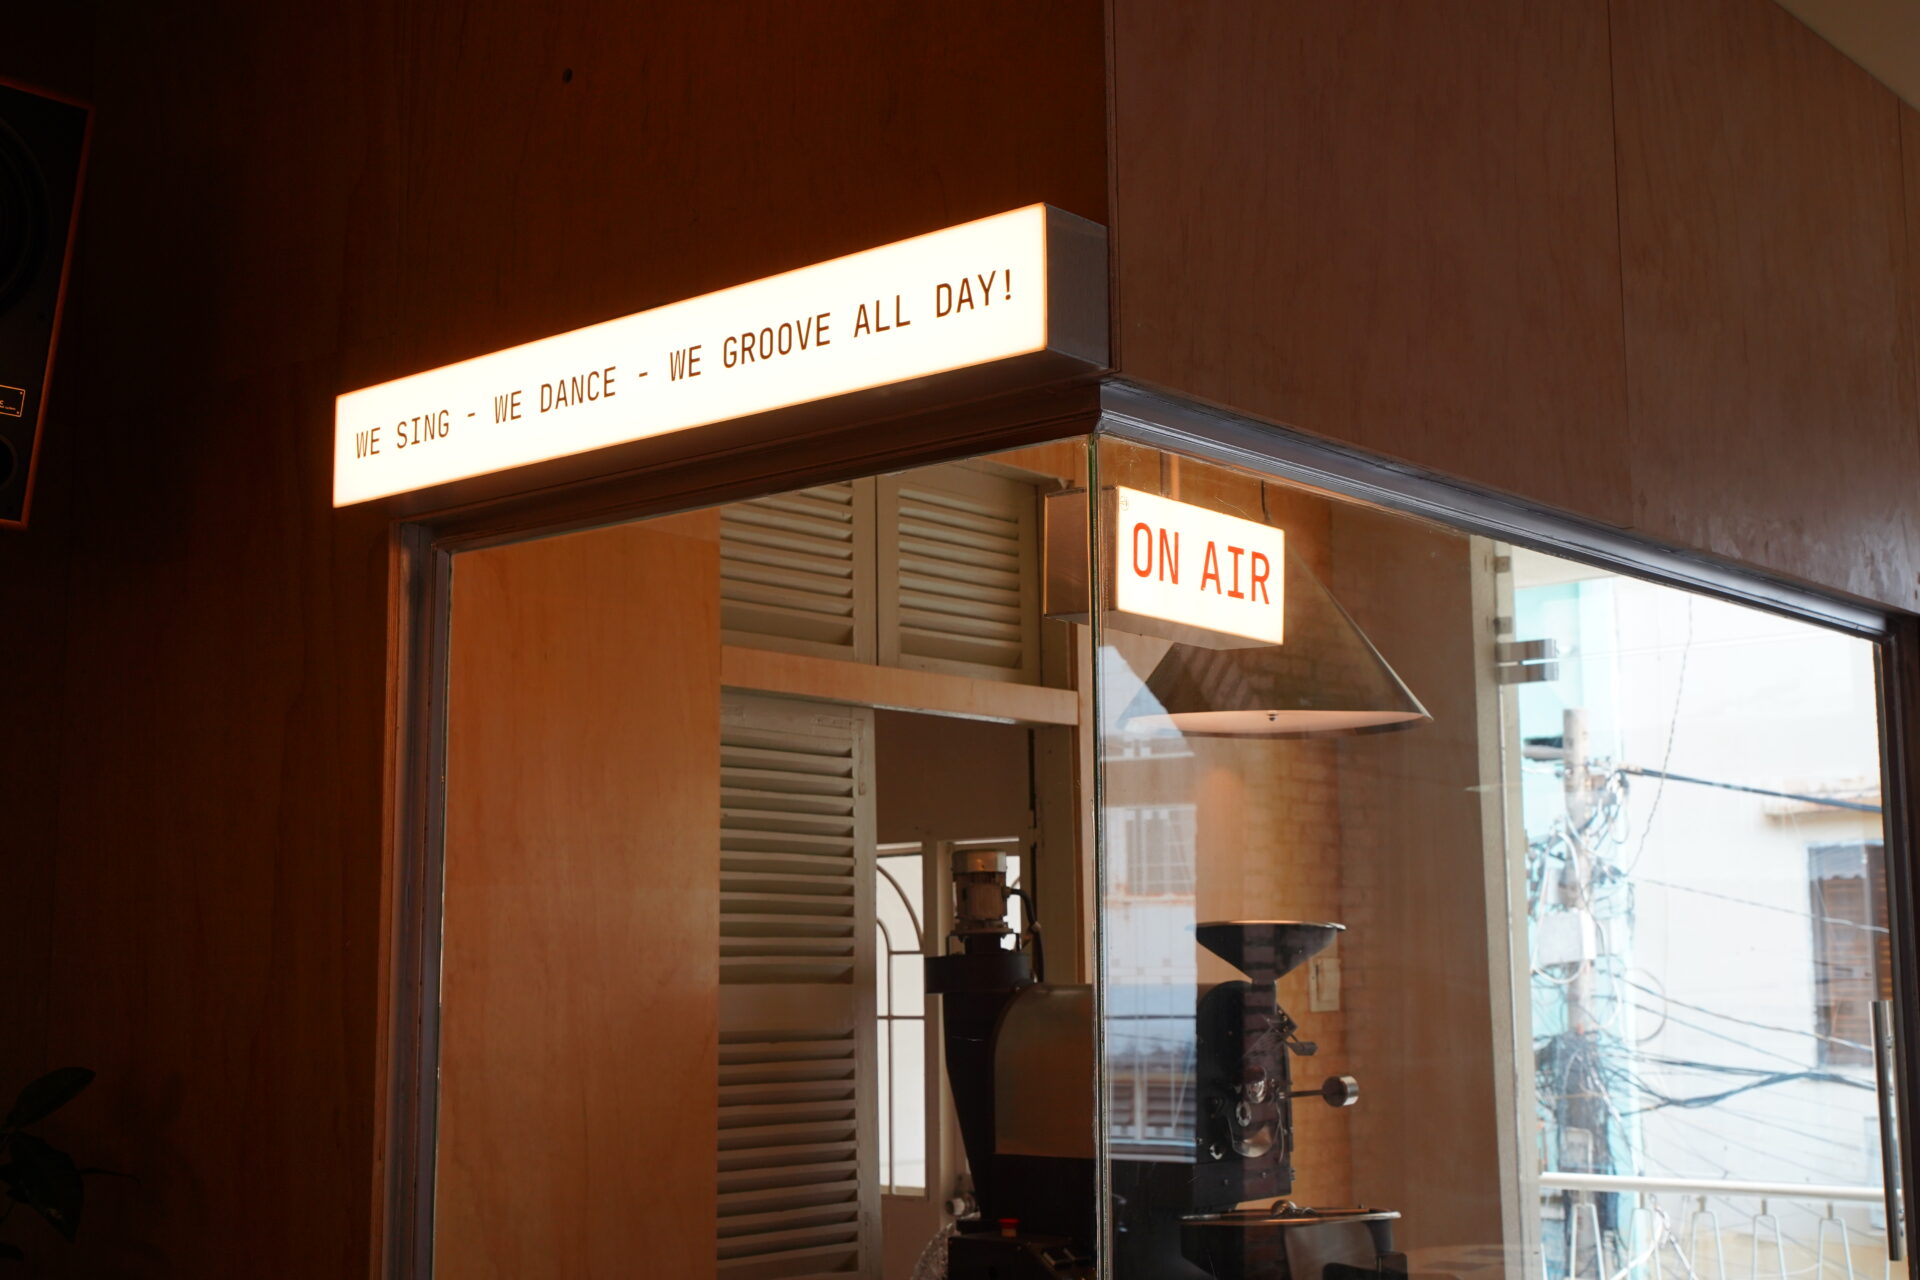 WE SING - WE DANCE - WE GROOVE ALL DAY!
ON AIR